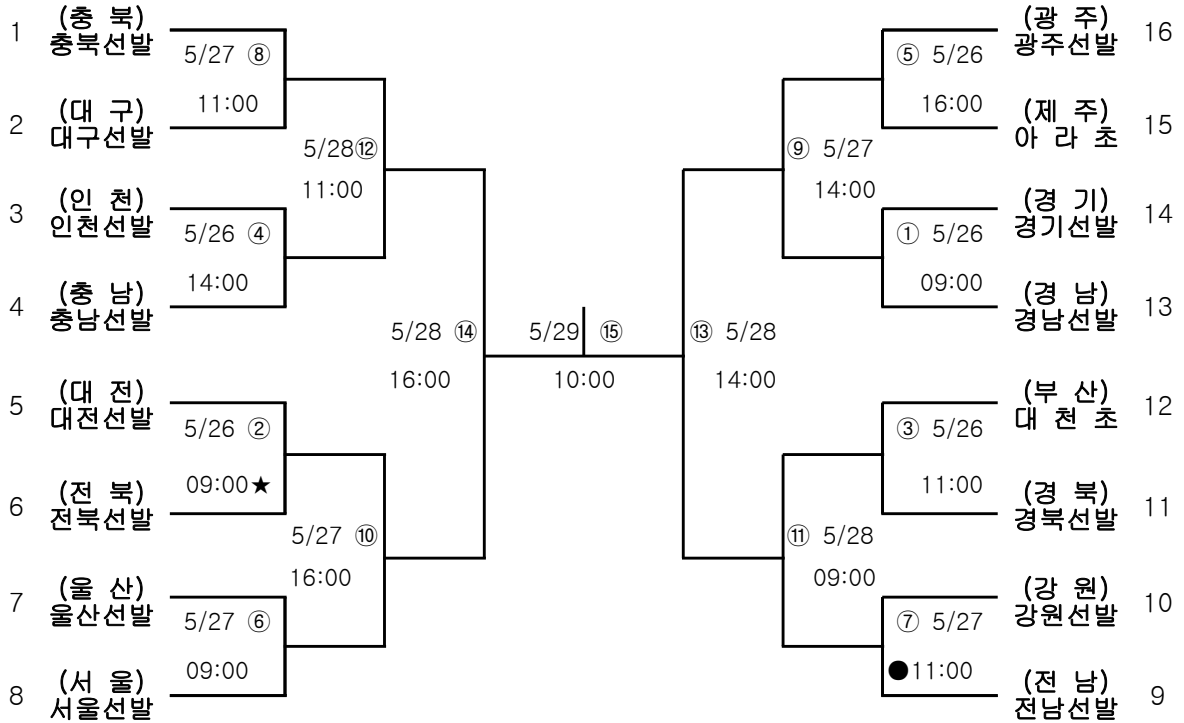 1 (충 북) 충북선발
5/27 ⑧
11:00
2 (대 구) 대구선발
5/28⑫
11:00
3 (인 천) 인천선발
5/26 ④
14:00
4 (충 남) 충남선발
5/28 ⑭
16:00
5 (대 전) 대전선발
5/26 ②
09:00★
6 (전 북) 전북선발
5/27 ⑩
16:00
7 (울 산) 울산선발
5/27 ⑥
09:00
8 (서 울) 서울선발
5/29 ⑮
10:00
(광 주) 광주선발 16
⑤ 5/26
16:00
(제 주) 아 라 초 15
⑨ 5/27
14:00
(경 기) 경기선발 14
① 5/26
09:00
(경 남) 경남선발 13
⑬ 5/28
14:00
(부 산) 대 천 초 12
③ 5/26
11:00
(경 북) 경북선발 11
⑪ 5/28
09:00
(강 원) 강원선발 10
⑦ 5/27
●11:00
(전 남) 전남선발 9